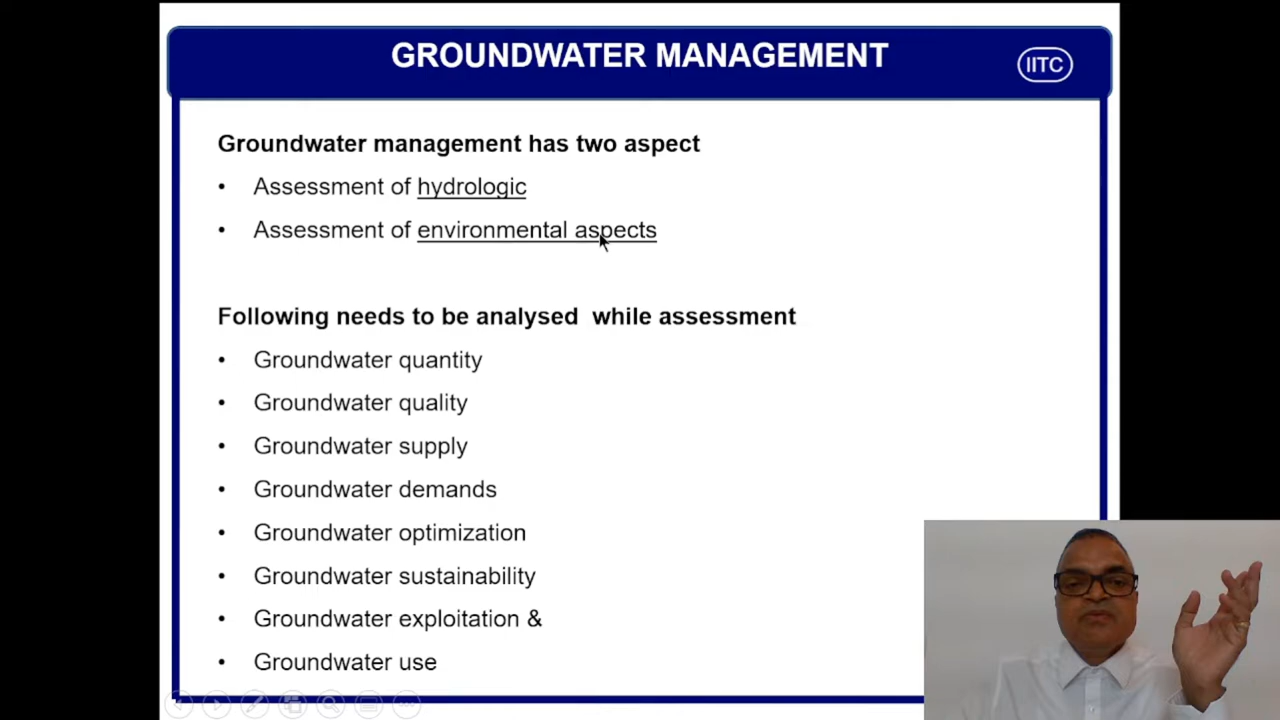 GROUNDWATER MANAGEMENT
IITC
Groundwater management has two aspect
• Assessment of hydrologic
• Assessment of environmental aspects
Following needs to be analysed  while assessment
• Groundwater quantity
• Groundwater quality
• Groundwater supply
• Groundwater demands
• Groundwater optimization
• Groundwater sustainability
• Groundwater exploitation &
• Groundwater use